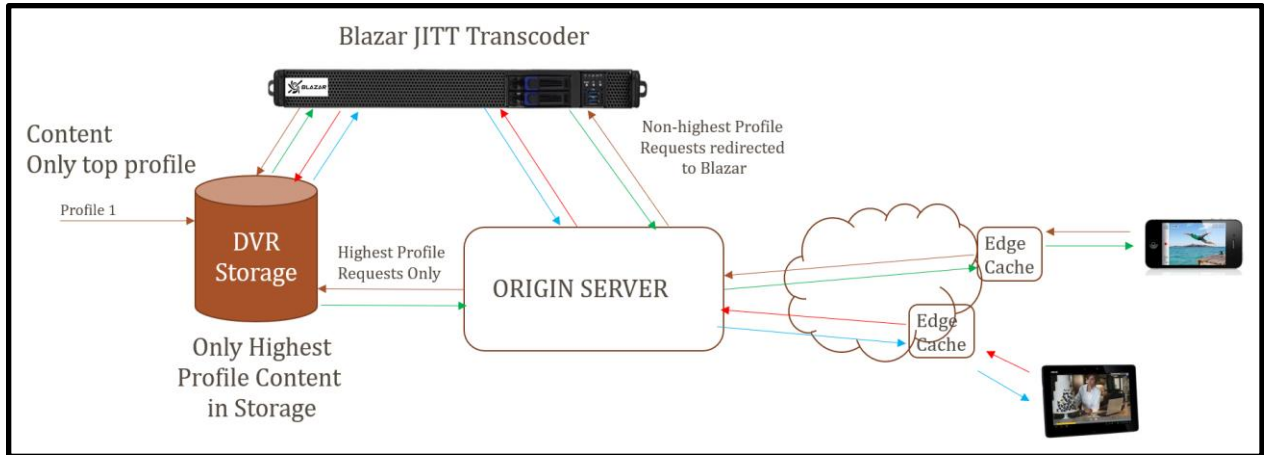 Blazar JITT Transcoder
BLAZAR
Content
Only top profile
Non-highest Profile
Requests redirected
to Blazar
Profile 1
DVR
Storage
Highest Profile
Requests Only
ORIGIN SERVER
Edge
Cache
Edge
Cache
Only Highest
Profile Content
in Storage